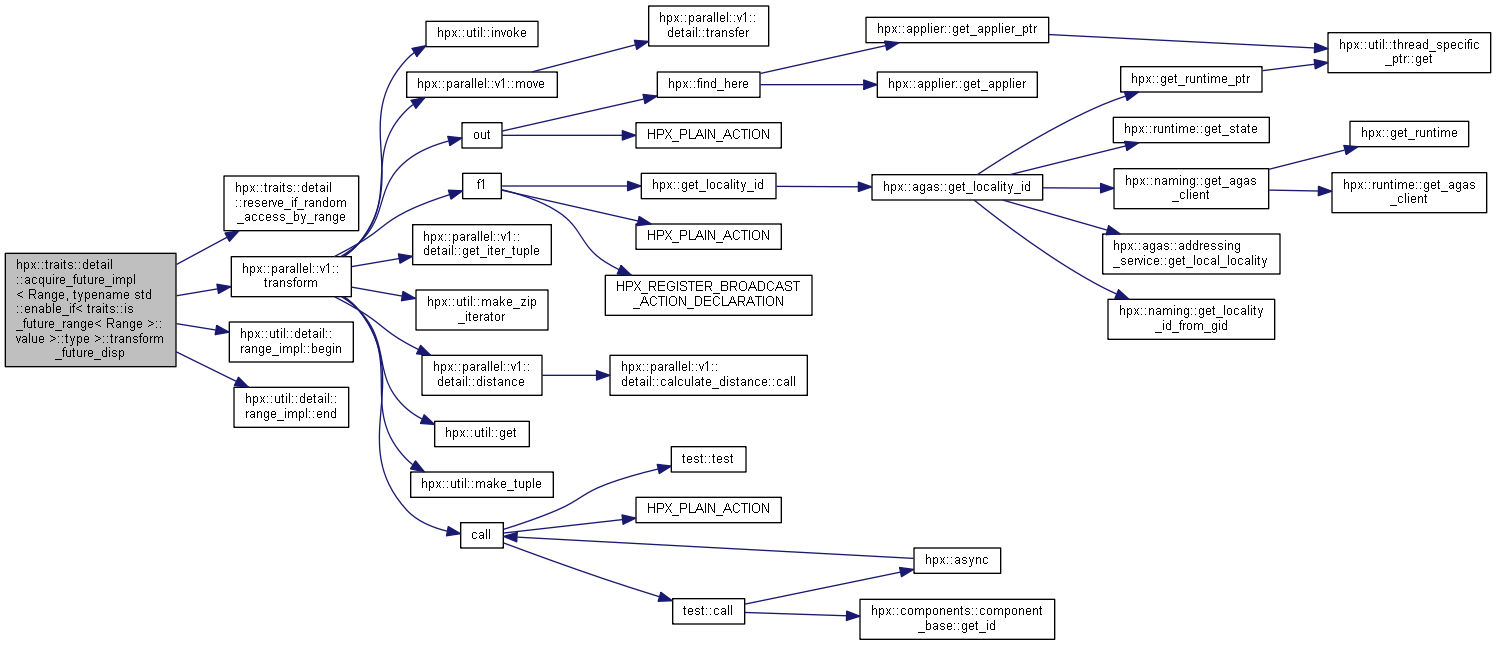 hpx::traits::detail
::acquire_future_impl
< Range, typename std
::enable_if< traits::is
_future_range< Range >::
value >::type >::transform
_future_disp
hpx::traits::detail
::reserve_if_random
_access_by_range
hpx::parallel::v1::
transform
hpx::util::detail::
range_impl::begin
hpx::util::detail::
range_impl::end
hpx::util::invoke
hpx::parallel::v1::move
out
f1
hpx::parallel::v1::
detail::get_iter_tuple
hpx::util::make_zip
_iterator
hpx::parallel::v1::
detail::distance
hpx::util::get
hpx::util::make_tuple
call
hpx::parallel::v1::
detail::transfer
hpx::find_here
HPX_PLAIN_ACTION
hpx::get_locality_id
HPX_PLAIN_ACTION
HPX_REGISTER_BROADCAST
_ACTION_DECLARATION
hpx::parallel::v1::
detail::calculate_distance::call
test::test
HPX_PLAIN_ACTION
test::call
hpx::applier::get_applier_ptr
hpx::applier::get_applier
hpx::agas::get_locality_id
hpx::async
hpx::components::component
_base::get_id
hpx::get_runtime_ptr
hpx::runtime::get_state
hpx::naming::get_agas
_client
hpx::agas::addressing
_service::get_local_locality
hpx::naming::get_locality
_id_from_gid
hpx::util::thread_specific
_ptr::get
hpx::get_runtime
hpx::runtime::get_agas
_client